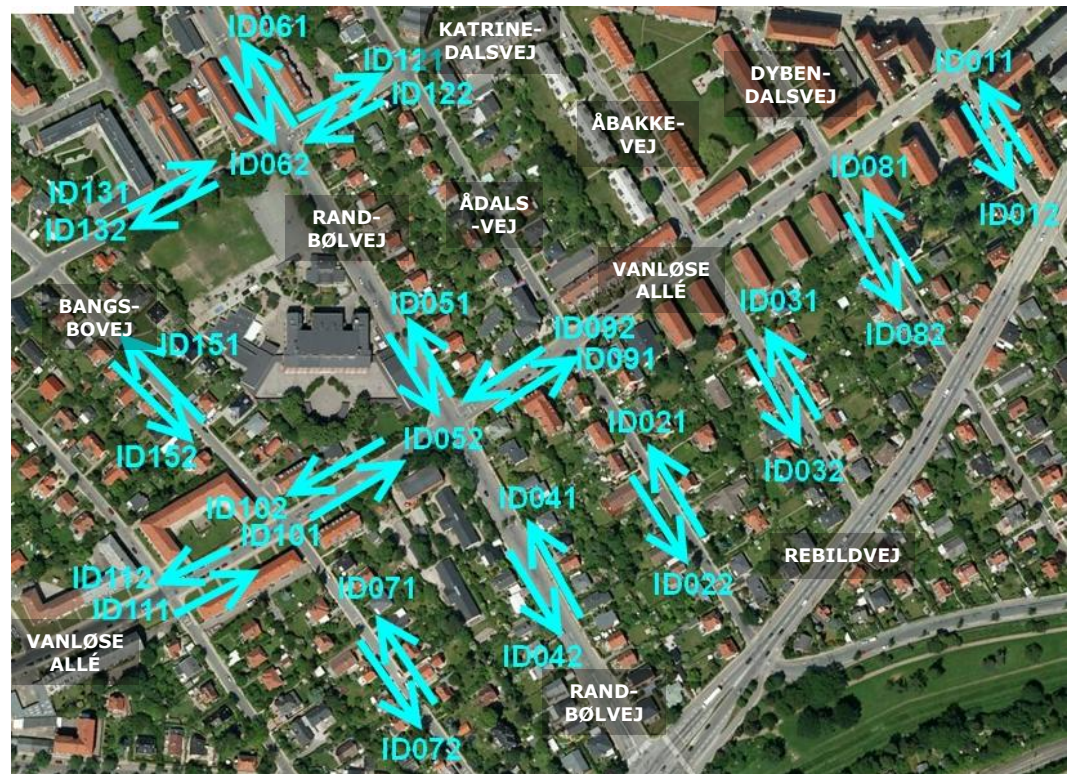 ID061
KATRINE-
DALSVEJ
ID121
ID122
DYBEN-
DALSVEJ
ID011
ÅBAKKE-
VEJ
ID062
ID131
ID132
ID081
ID012
RAND-
BØLVEJ
ÅDALS
-VEJ
VANLØSE
ALLÉ
BANGS-
BOVEJ
ID051
ID031
ID151
ID092
ID091
ID082
ID052
ID021
ID152
ID032
ID102
ID041
ID101
REBILDVEJ
ID112
ID111
ID071
ID022
VANLØSE
ALLÉ
ID042
RAND-
BØLVEJ
ID072